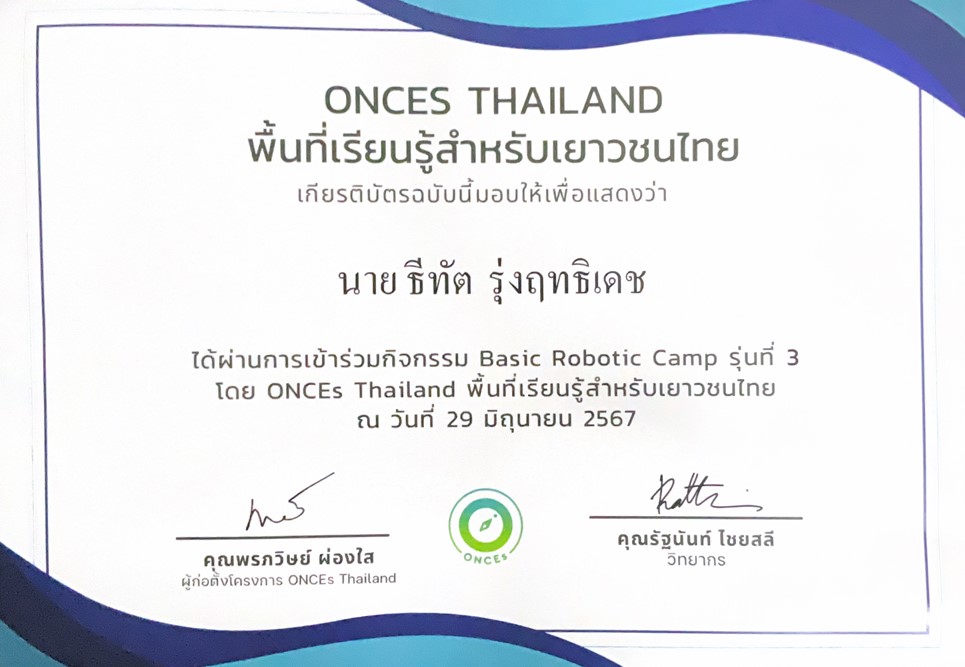 ONCES THAILAND
พื้นที่เรียนรู้สำหรับเยาวชนไทย
เกียรติบัตรฉบับนี้มอบให้เพื่อแสดงว่า
นาย ธีทัต รุ่งฤทธิเดช
ได้ผ่านการเข้าร่วมกิจกรรม Basic Robotic Camp รุ่นที่ 3
โดย ONCEs Thailand พื้นที่เรียนรู้สำหรับเยาวชนไทย
ณ วันที่ 29 มิถุนายน 2567
ONCEs
คุณพรภวิษย์ ผ่องใส
ผู้ก่อตั้งโครงการ ONCEs Thailand
คุณรัฐนันท์ ไชยสลี
วิทยากร